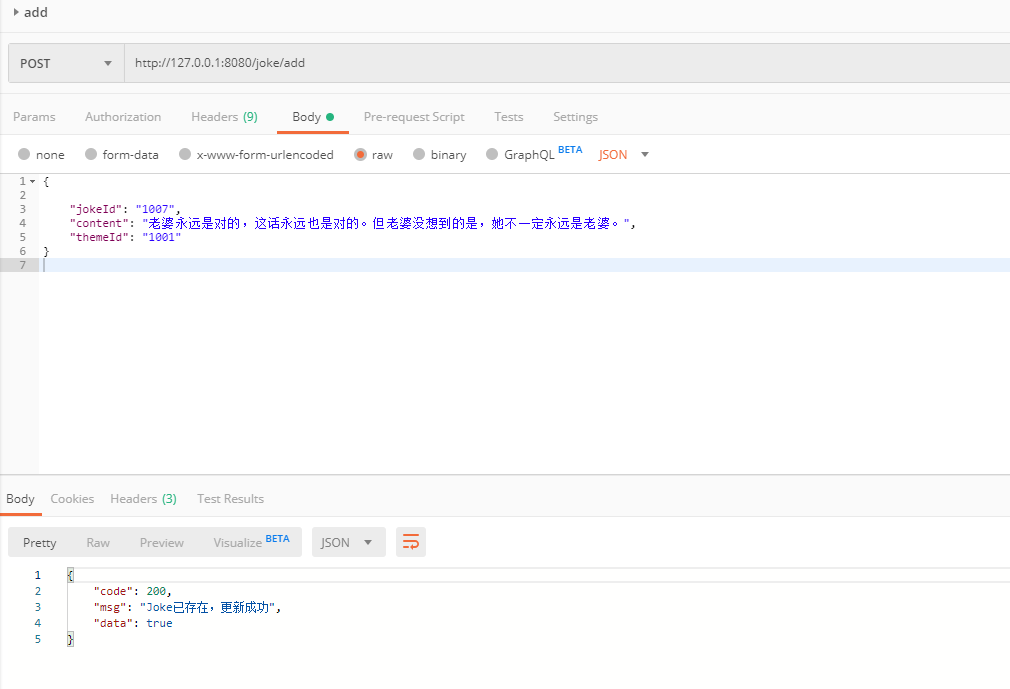 add
POST http://127.0.0.1:8080/joke/add
Params Authorization Headers (9) Body Pre-request Script Tests Settings
none form-data x-www-form-urlencoded raw binary GraphQL BETA JSON
1 {
2
3 "jokeId": "1007",
4 "content": "老婆永远是对的，这话永远也是对的。但老婆没想到的是，她不一定永远是老婆。",
5 "themeId": "1001"
6 }
7
Body Cookies Headers (3) Test Results
Pretty Raw Preview Visualize BETA JSON
1 {
2 "code": 200,
3 "msg": "Joke已存在，更新成功",
4 "data": true
5 }